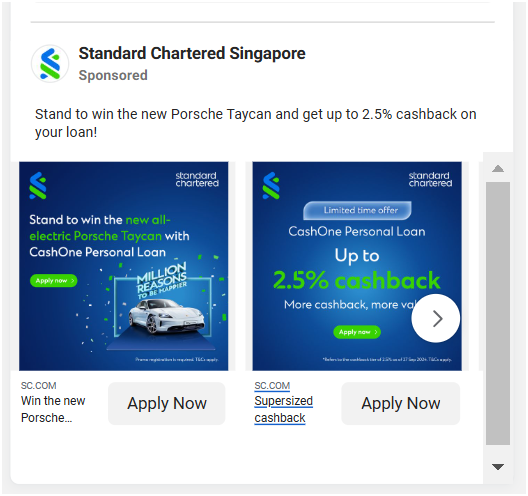 Standard Chartered Singapore
Sponsored
Stand to win the new Porsche Taycan and get up to 2.5% cashback on
your loan!
standard
chartered
Stand to win the new all-
electric Porsche Taycan with
CashOne Personal Loan
Apply now
MILLION
REASONS
TO BE HAPPIER
Promo registration is required. T&Cs apply.
SC.COM
Win the new
Porsche...
Apply Now
standard
chartered
Limited time offer
CashOne Personal Loan
Up to
2.5% cashback
More cashback, more val
Apply now
*Refers to the cashback tier of 2.5% as of 27 Sep 2024. T&Cs apply.
SC.COM
Supersized
cashback
Apply Now